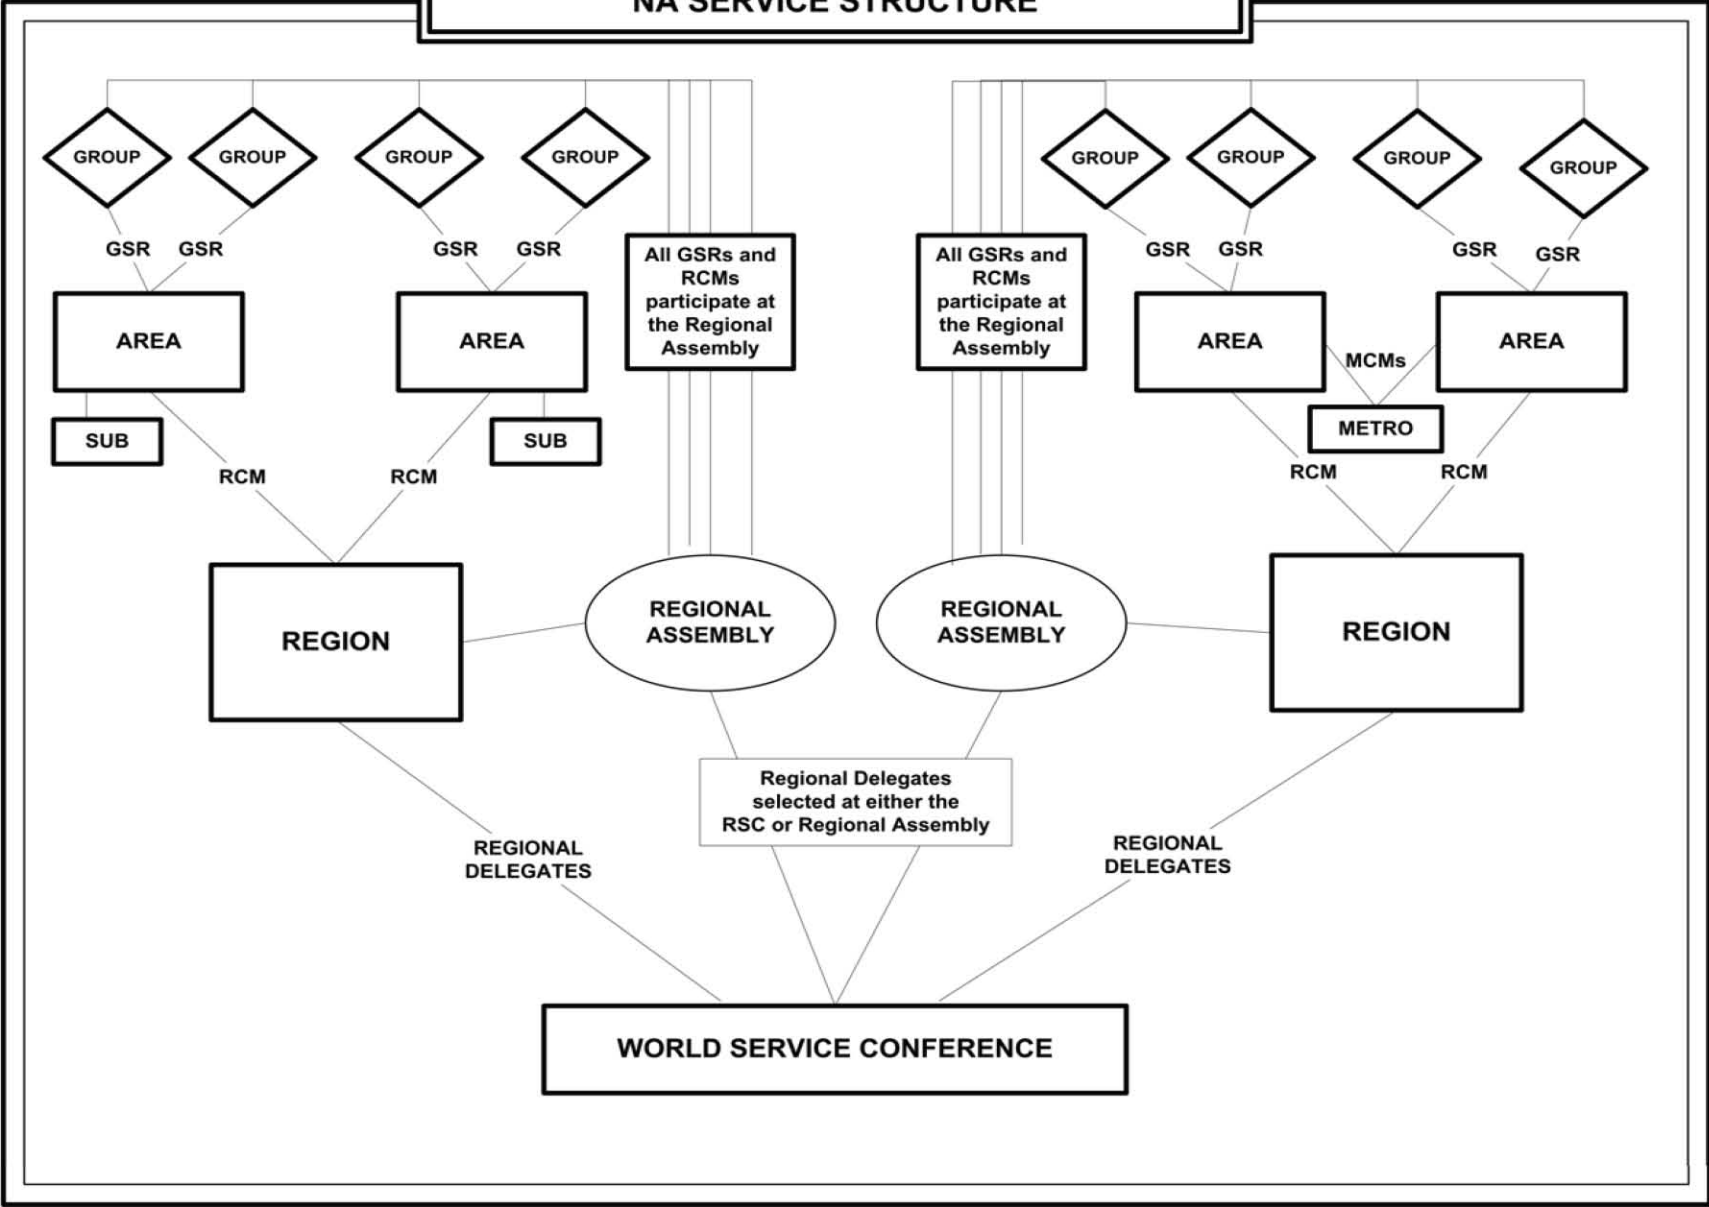 NA SERVICE STRUCTURE
GROUP GROUP GROUP GROUP
GROUP GROUP GROUP GROUP
GSR GSR GSR GSR
GSR GSR GSR GSR
All GSRs and
RCMs
participate at
the Regional
Assembly
All GSRs and
RCMs
participate at
the Regional
Assembly
AREA AREA
AREA AREA
MCMs
METRO
SUB SUB
RCM RCM
RCM RCM
REGION
REGIONAL
ASSEMBLY
REGIONAL
ASSEMBLY
REGION
Regional Delegates
selected at either the
RSC or Regional Assembly
REGIONAL
DELEGATES
REGIONAL
DELEGATES
WORLD SERVICE CONFERENCE